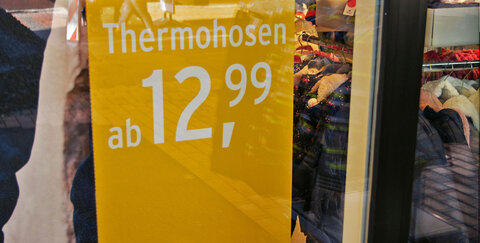 Thermohosen
ab 12,99